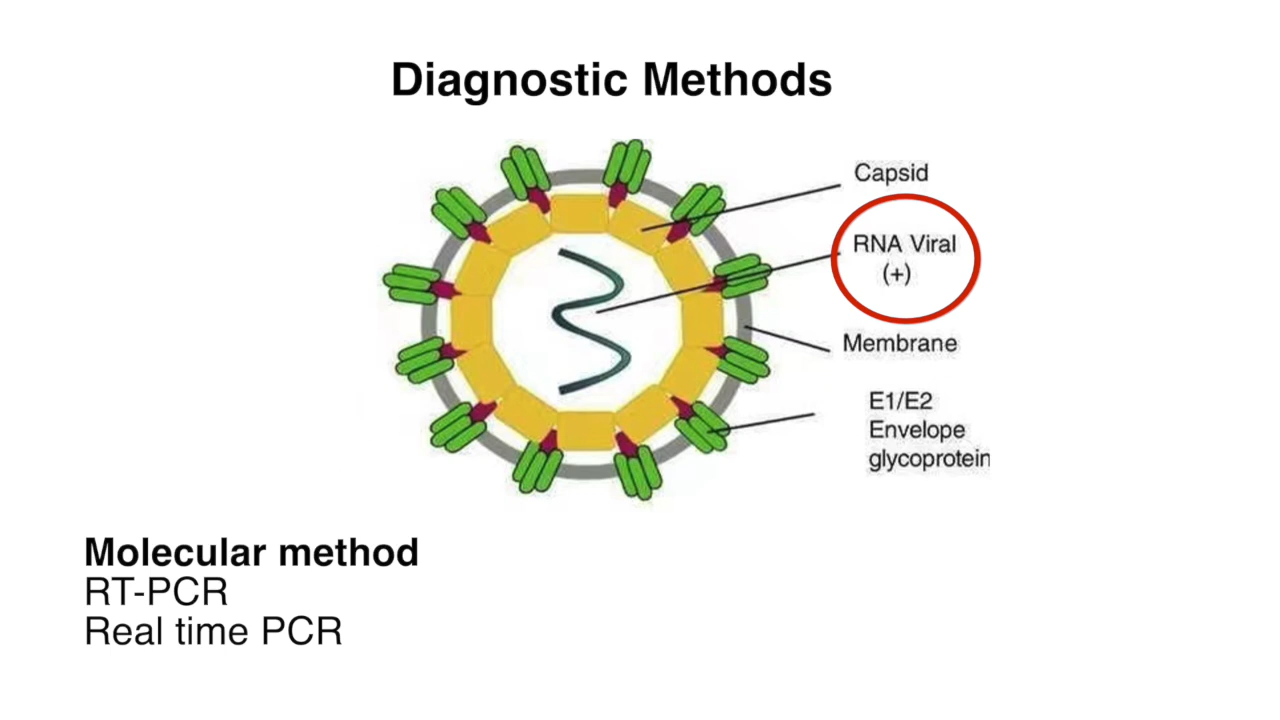 Diagnostic Methods
Capsid
RNA Viral
(+)
Membrane
E1/E2
Envelope
glycoprotein
Molecular method
RT-PCR
Real time PCR